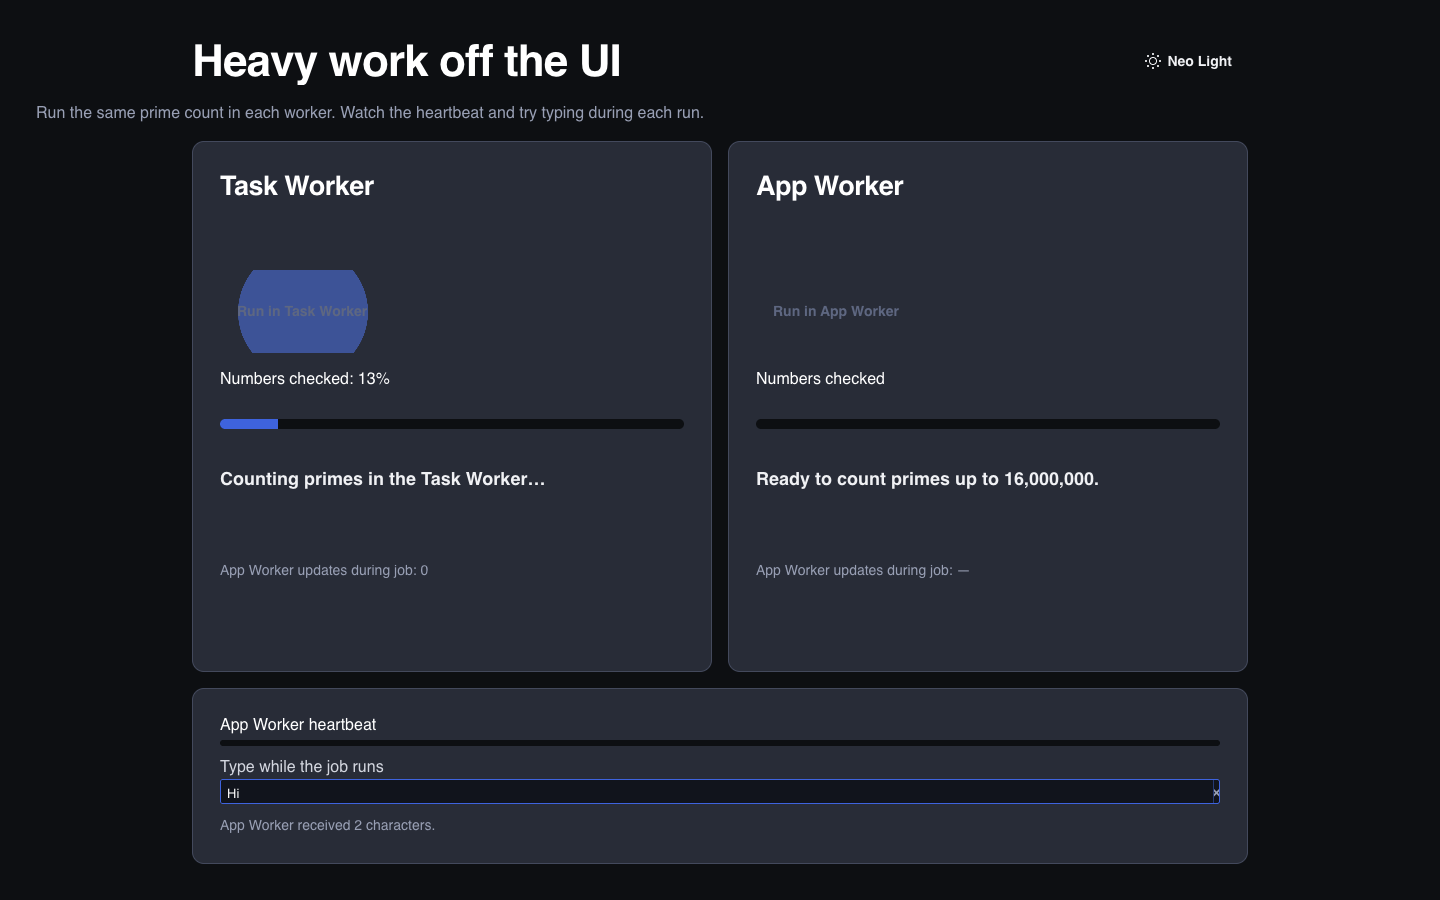 Heavy work off the UI
Neo Light
Run the same prime count in each worker. Watch the heartbeat and try typing during each run.
Task Worker
Run in Task Worker
Numbers checked: 13%
Counting primes in the Task Worker…
App Worker updates during job: 0
App Worker
Run in App Worker
Numbers checked
Ready to count primes up to 16,000,000.
App Worker updates during job: —
App Worker heartbeat
Type while the job runs
Hi
App Worker received 2 characters.